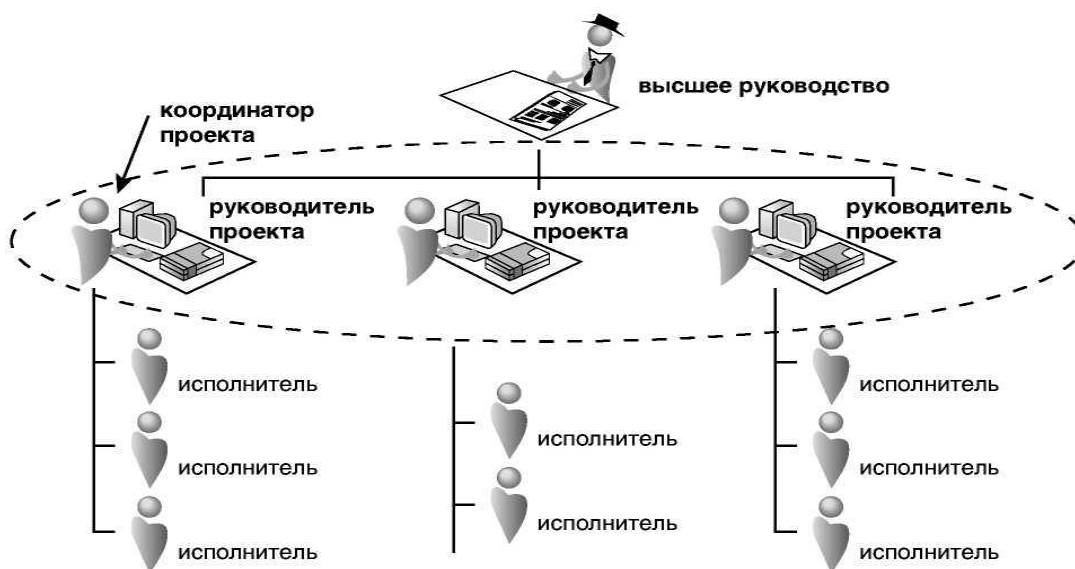 высшее руководство
координатор
проекта
руководитель
проекта
руководитель
проекта
руководитель
проекта
исполнитель
исполнитель
исполнитель
исполнитель
исполнитель
исполнитель
исполнитель
исполнитель